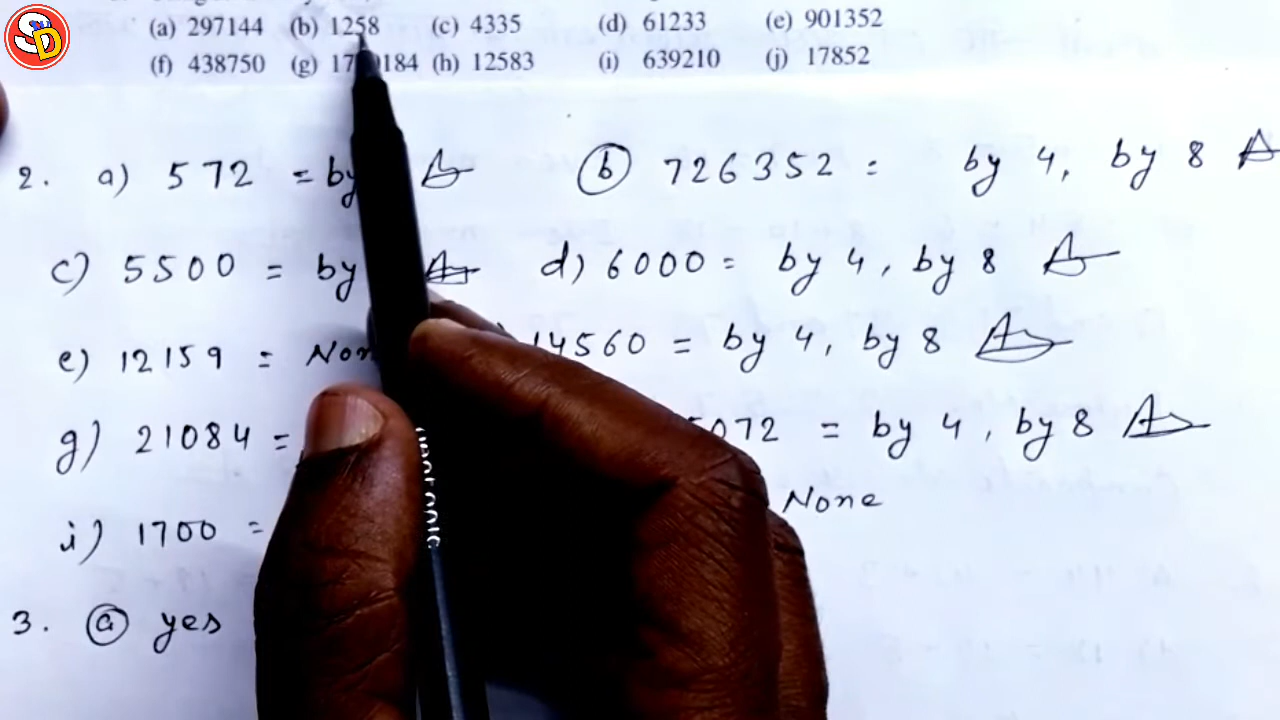 SD
(a) 297144 (b) 1258 (c) 4335 (d) 61233 (e) 901352
(f) 438750 (g) (h) 12583 (i) 639210 (j) 17852
2. a) 572 = by (b) 726352 = by 4, by 8
c) 5500 = by d) 6000 = by 4, by 8
e) 12159 = 14560 = by 4, by 8
g) 21084 = = by 4, by 8
i) 1700 = None
3. (a) yes